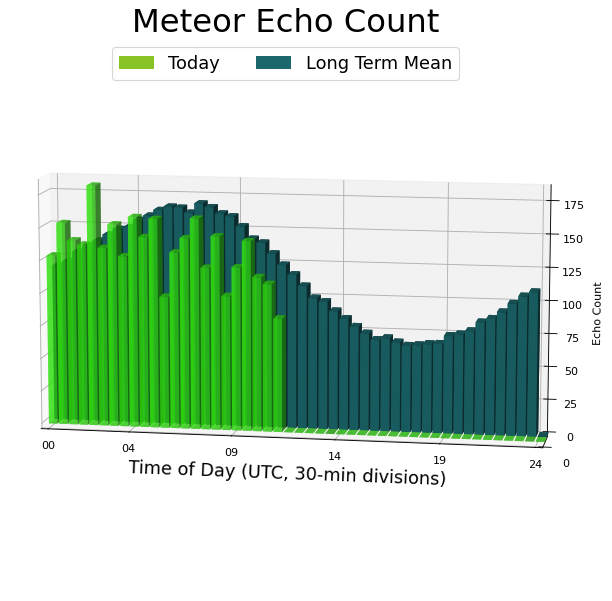 Meteor Echo Count
Today Long Term Mean
175
150
125
100
75
50
25
0
0
Echo Count
00 04 09 14 19 24
Time of Day (UTC, 30-min divisions)